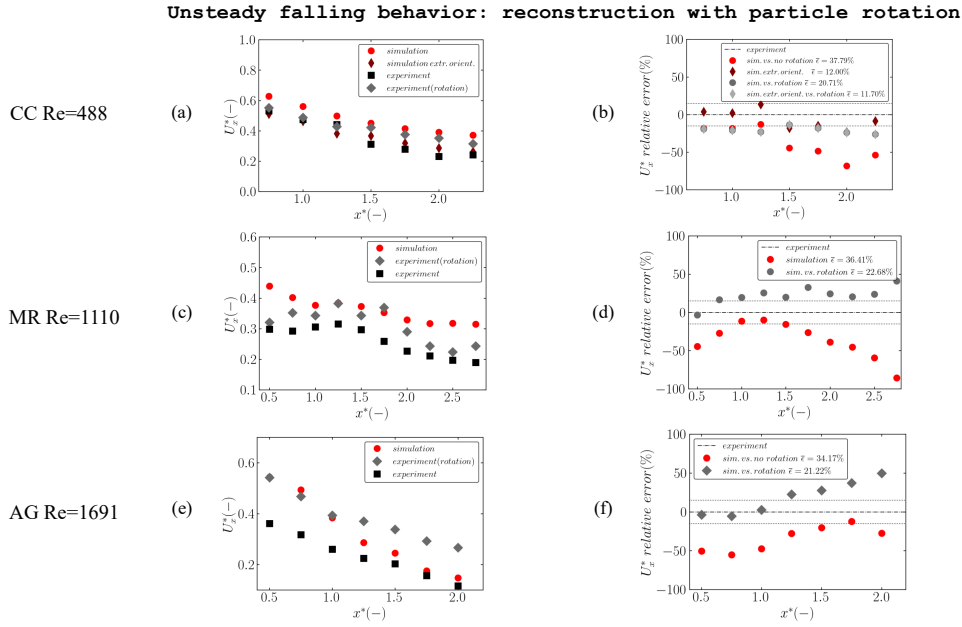 Unsteady falling behavior: reconstruction with particle rotation
CC Re=488
(a)
simulation
simulation extr. orient.
experiment
experiment(rotation)
U*x(−)
1.0
0.8
0.6
0.4
0.2
0.0
1.0 1.5 2.0
x*(−)
(b)
experiment
sim.vs.no rotation ε̄ = 37.79%
sim.extr.orient. ε̄ = 12.00%
sim.vs.rotation ε̄ = 20.71%
sim.extr.orient.vs.rotation ε̄ = 11.70%
U*x relative error(%)
100
50
0
−50
−100
1.0 1.5 2.0
x*(−)
MR Re=1110
(c)
simulation
experiment(rotation)
experiment
U*x(−)
0.6
0.5
0.4
0.3
0.2
0.1
0.5 1.0 1.5 2.0 2.5
x*(−)
(d)
experiment
simulation ε̄ = 36.41%
sim.vs.rotation ε̄ = 22.68%
U*x relative error(%)
100
50
0
−50
−100
0.5 1.0 1.5 2.0 2.5
x*(−)
AG Re=1691
(e)
simulation
experiment(rotation)
experiment
U*x(−)
0.6
0.4
0.2
0.5 1.0 1.5 2.0
x*(−)
(f)
experiment
sim.vs.no rotation ε̄ = 34.17%
sim.vs.rotation ε̄ = 21.22%
U*x relative error(%)
100
50
0
−50
−100
0.5 1.0 1.5 2.0
x*(−)